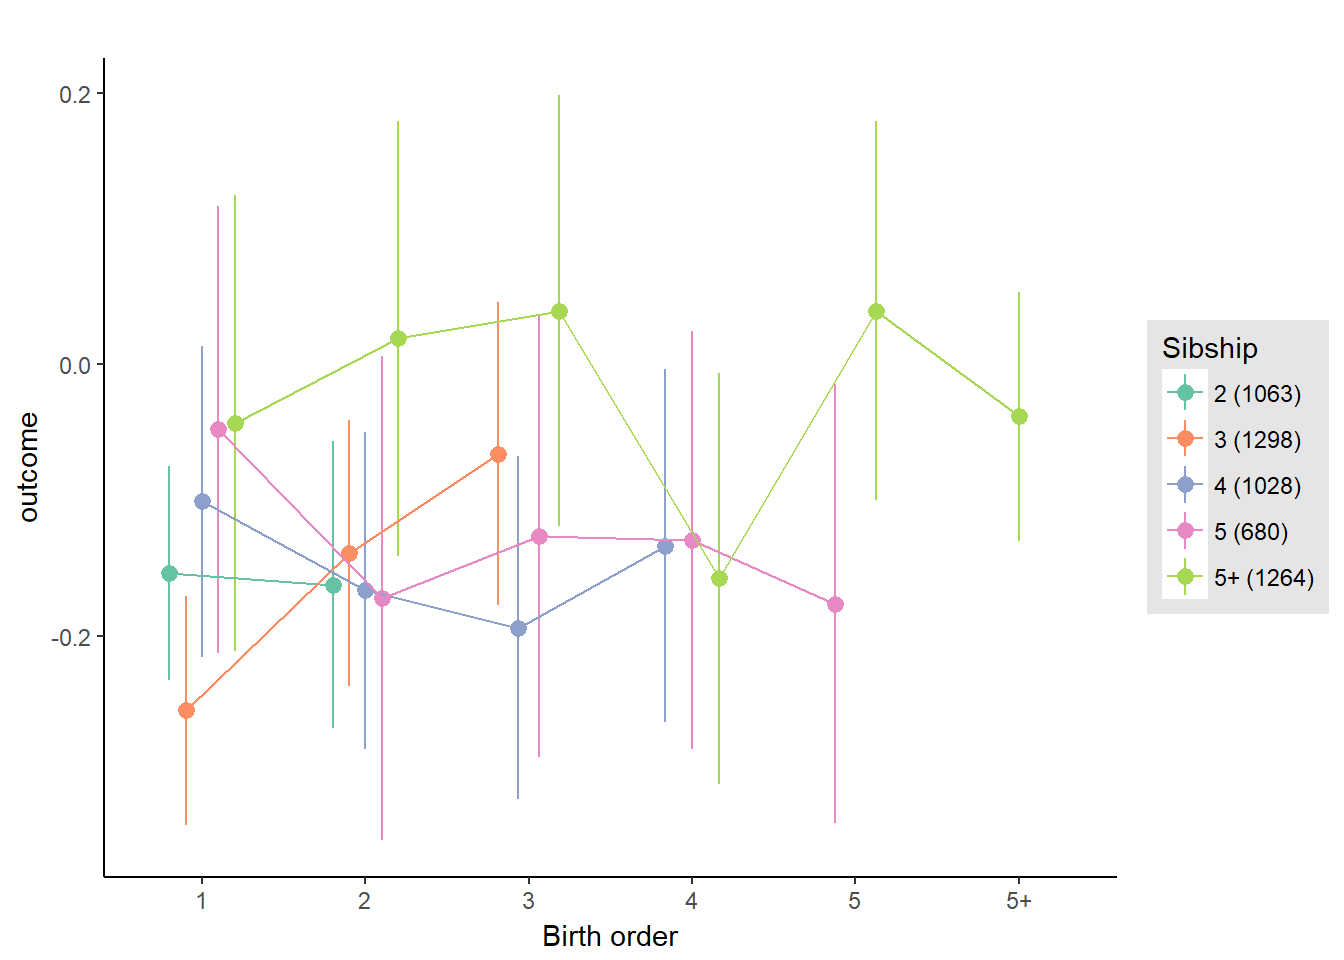 0.2
0.0
-0.2
outcome
1 2 3 4 5 5+
Birth order
Sibship
2 (1063)
3 (1298)
4 (1028)
5 (680)
5+ (1264)